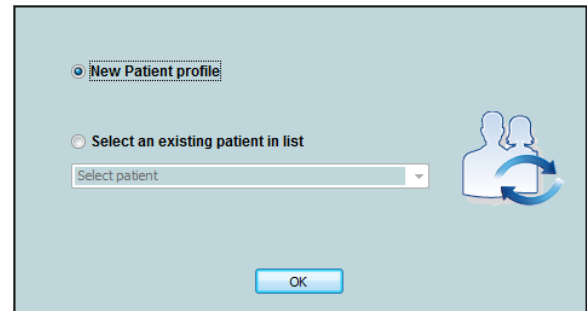 New Patient profile
Select an existing patient in list
Select patient
OK